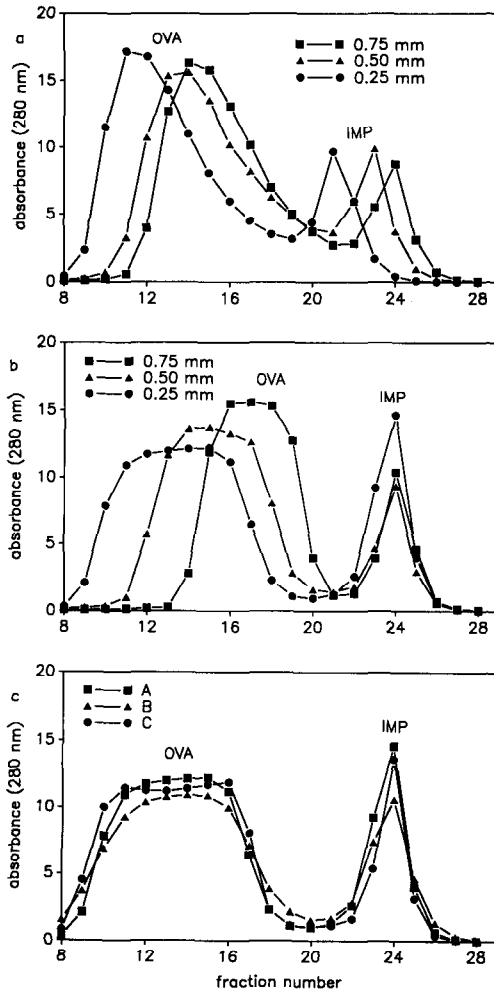 a
OVA
0.75 mm
0.50 mm
0.25 mm
IMP
absorbance (280 nm)
20
15
10
5
0
8 12 16 20 24 28
b
0.75 mm
0.50 mm
0.25 mm
OVA
IMP
absorbance (280 nm)
20
15
10
5
0
8 12 16 20 24 28
c
A
B
C
OVA
IMP
absorbance (280 nm)
20
15
10
5
0
8 12 16 20 24 28
fraction number